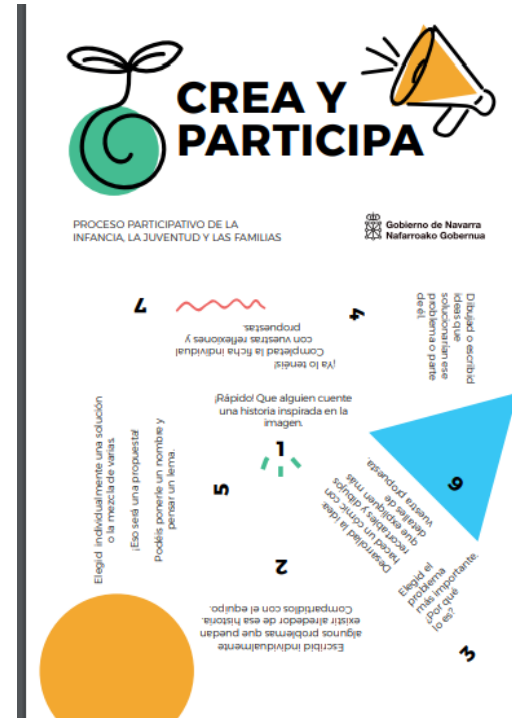 CREA Y
PARTICIPA
PROCESO PARTICIPATIVO DE LA
INFANCIA, LA JUVENTUD Y LAS FAMILIAS
Gobierno de Navarra
Nafarroako Gobernua
¡Rápido! Que alguien cuente
una historia inspirada en la
imagen.
1
2
Escribid individualmente
algunos problemas que puedan
existir alrededor de esa historia.
Compartidlos con el equipo.
Elegid el
problema
más importante.
¿Por qué
lo es?
3
4
Dibujad o escribid
ideas que
solucionarían ese
problema o parte
de él.
5
Elegid individualmente una solución
o la mezcla de varias.
¡Eso será una propuesta!
Podéis ponerle un nombre y
pensar un lema.
6
Desarrollad la idea:
haced un comic con
recortables y dibujos
que expliquen más
detalles de
vuestra propuesta.
7
¡Ya lo tenéis!
Completad la ficha individual
con vuestras reflexiones y
propuestas.